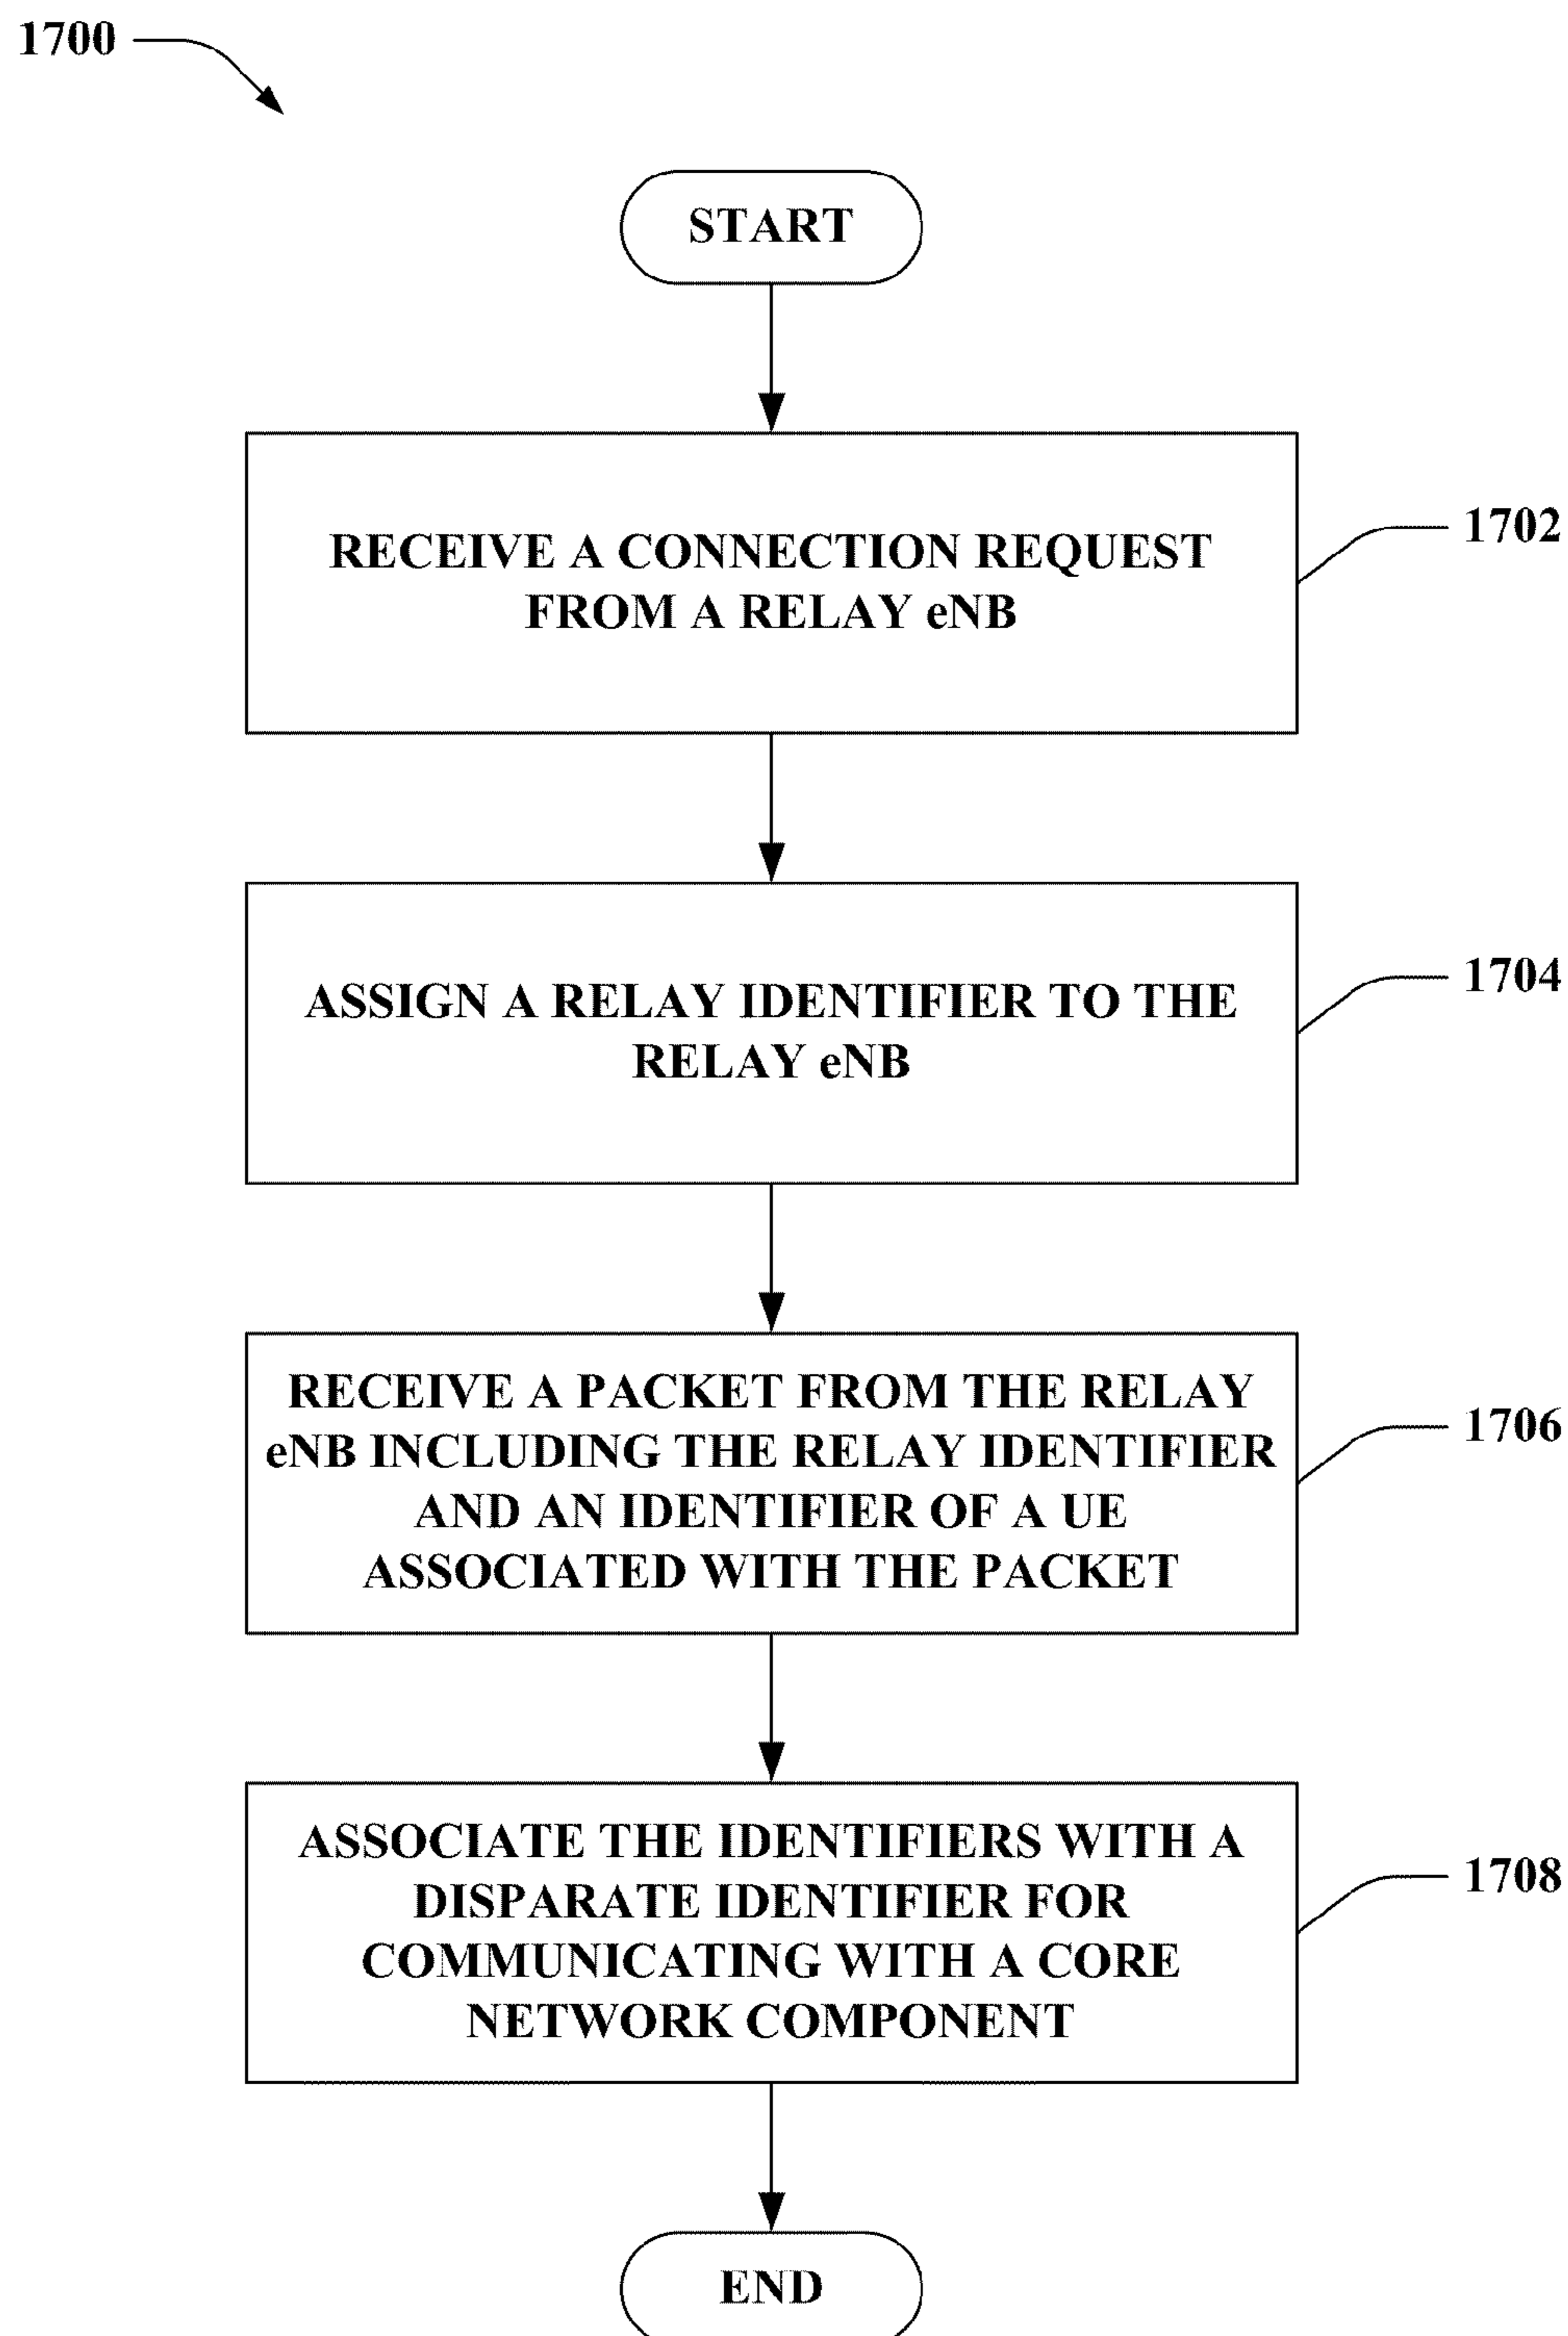 1700
START
RECEIVE A CONNECTION REQUEST
FROM A RELAY eNB
1702
ASSIGN A RELAY IDENTIFIER TO THE
RELAY eNB
1704
RECEIVE A PACKET FROM THE RELAY
eNB INCLUDING THE RELAY IDENTIFIER
AND AN IDENTIFIER OF A UE
ASSOCIATED WITH THE PACKET
1706
ASSOCIATE THE IDENTIFIERS WITH A
DISPARATE IDENTIFIER FOR
COMMUNICATING WITH A CORE
NETWORK COMPONENT
1708
END